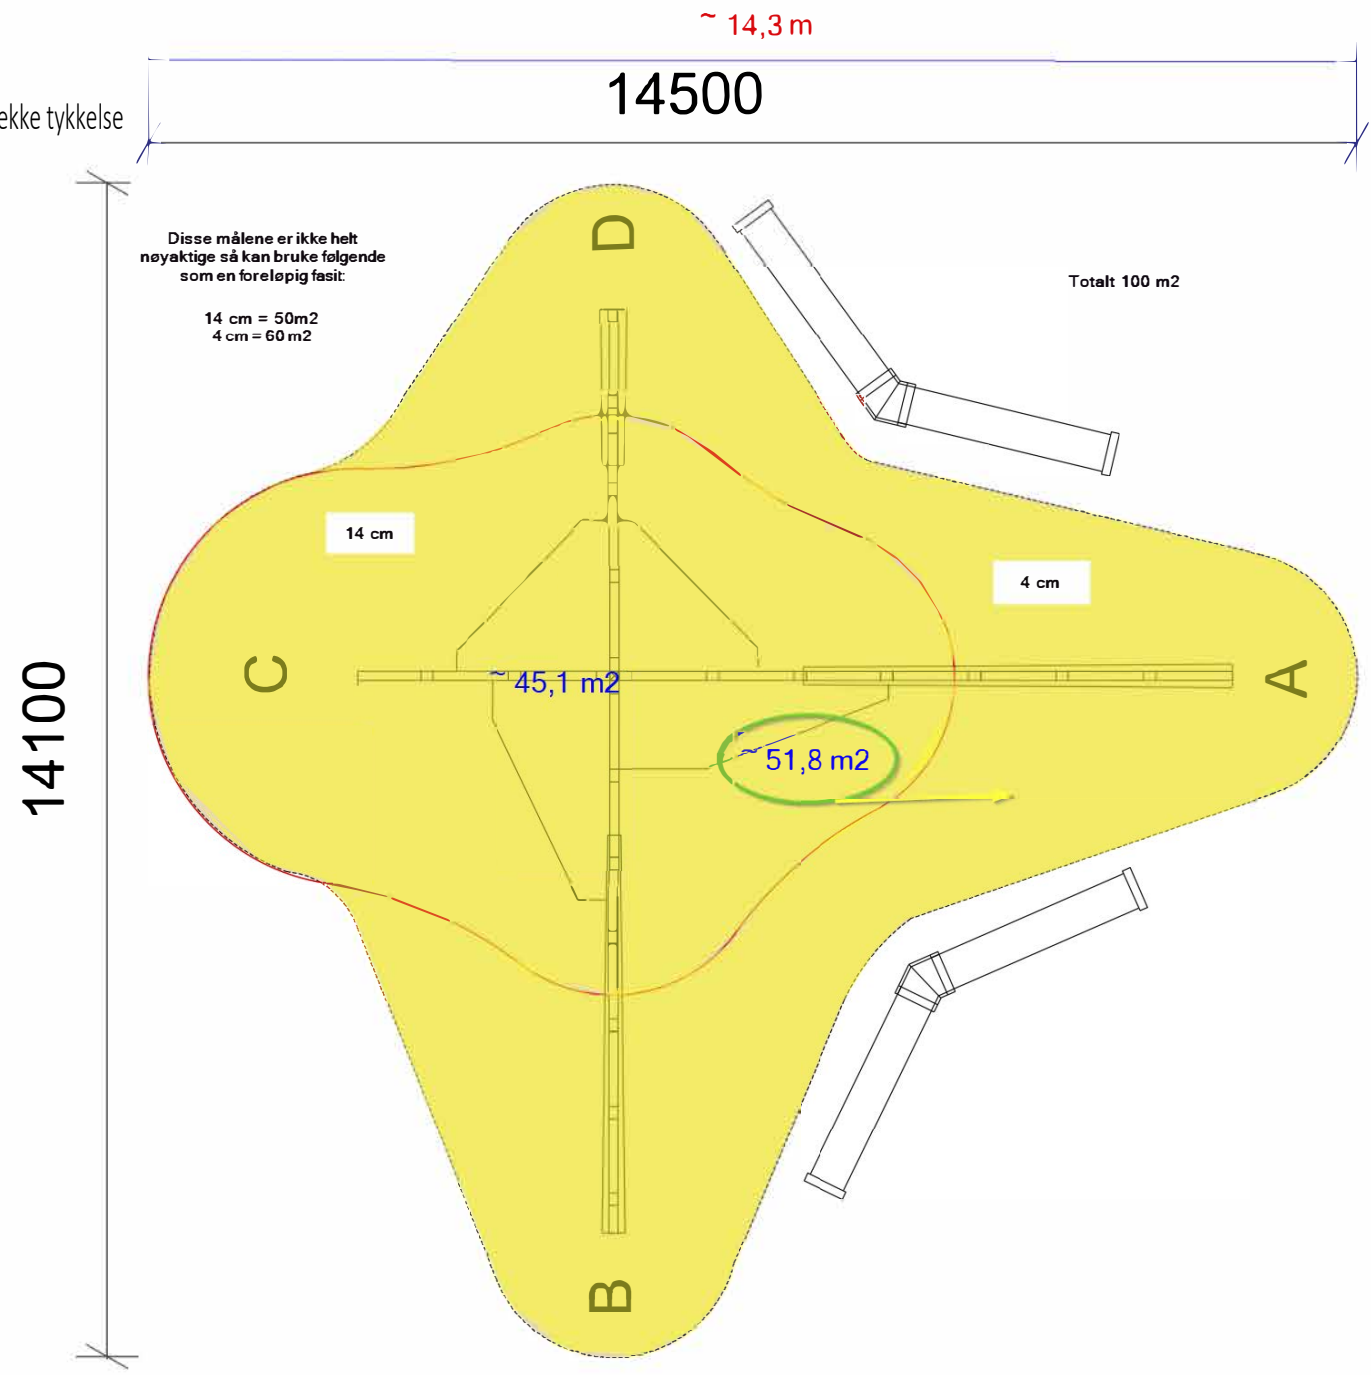 ~ 14,3 m
14500
ekke tykkelse
Disse målene er ikke helt
nøyaktige så kan bruke følgende
som en foreløpig fasit:
14 cm = 50m2
4 cm = 60 m2
Totalt 100 m2
D
14 cm
4 cm
C
A
~ 45,1 m2
~ 51,8 m2
14100
B